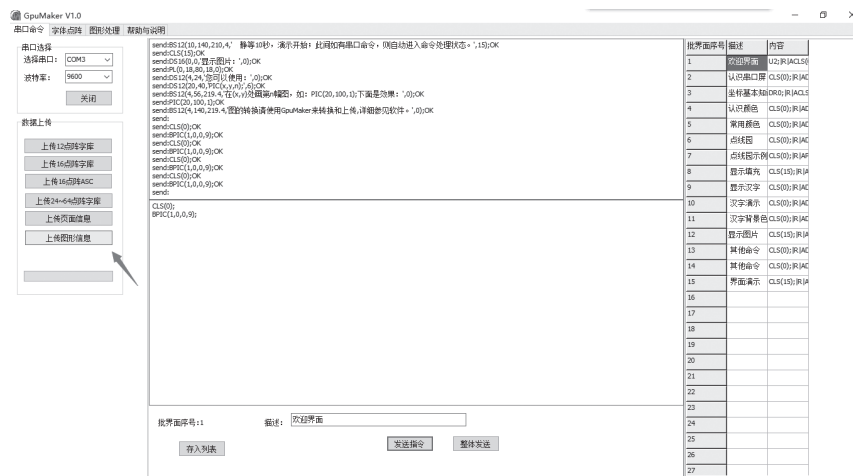 GpuMaker V1.0
串口命令 字体点阵 图形处理 帮助与说明
串口选择
选择串口： COM3
波特率： 9600
关闭
数据上传
上传12点阵字库
上传16点阵字库
上传16点阵ASC
上传24~64点阵字库
上传页面信息
上传图形信息
send:BS12(10,140,210,4,' 静等10秒，演示开始；此间如有串口命令，则自动进入命令处理状态。',15);OK
send:CLS(15);OK
send:DS16(0,0,'显示图片：',0);OK
send:PL(0,18,80,18,0);OK
send:DS12(4,24,'您可以使用：',0);OK
send:DS12(20,40,'PIC(x,y,n);',6);OK
send:BS12(4,56,219.4,'在(x,y)处画第n幅图，如：PIC(20,100,1);下面是效果：',0);OK
send:PIC(20,100,1);OK
send:BS12(4,140,219.4,'图的转换请使用GpuMaker来转换和上传,详细参见软件。',0);OK
send:
send:CLS(0);OK
send:BPIC(1,0,0,9);OK
send:CLS(0);OK
send:BPIC(1,0,0,9);OK
send:CLS(0);OK
send:BPIC(1,0,0,9);OK
send:CLS(0);OK
send:BPIC(1,0,0,9);OK
send:
CLS(0);
BPIC(1,0,0,9);
批界面序号:1 描述： 欢迎界面
存入列表 发送指令 整体发送
批界面序号 描述 内容
1 欢迎界面 U2;|R|ACLS(
2 认识串口屏 CLS(0);|R|AD
3 坐标基本知 DR0;|R|ACLS
4 认识颜色 CLS(0);|R|AD
5 常用颜色 CLS(0);|R|AD
6 点线园 CLS(0);|R|AD
7 点线园示例 CLS(0);|R|AP
8 显示填充 CLS(15);|R|A
9 显示汉字 CLS(0);|R|AD
10 汉字演示 CLS(0);|R|AD
11 汉字背景色 CLS(0);|R|AD
12 显示图片 CLS(15);|R|A
13 其他命令 CLS(0);|R|AD
14 其他命令 CLS(0);|R|AD
15 界面演示 CLS(15);|R|A
16
17
18
19
20
21
22
23
24
25
26
27